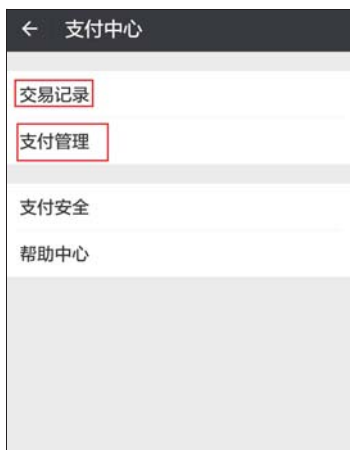 支付中心
交易记录
支付管理
支付安全
帮助中心